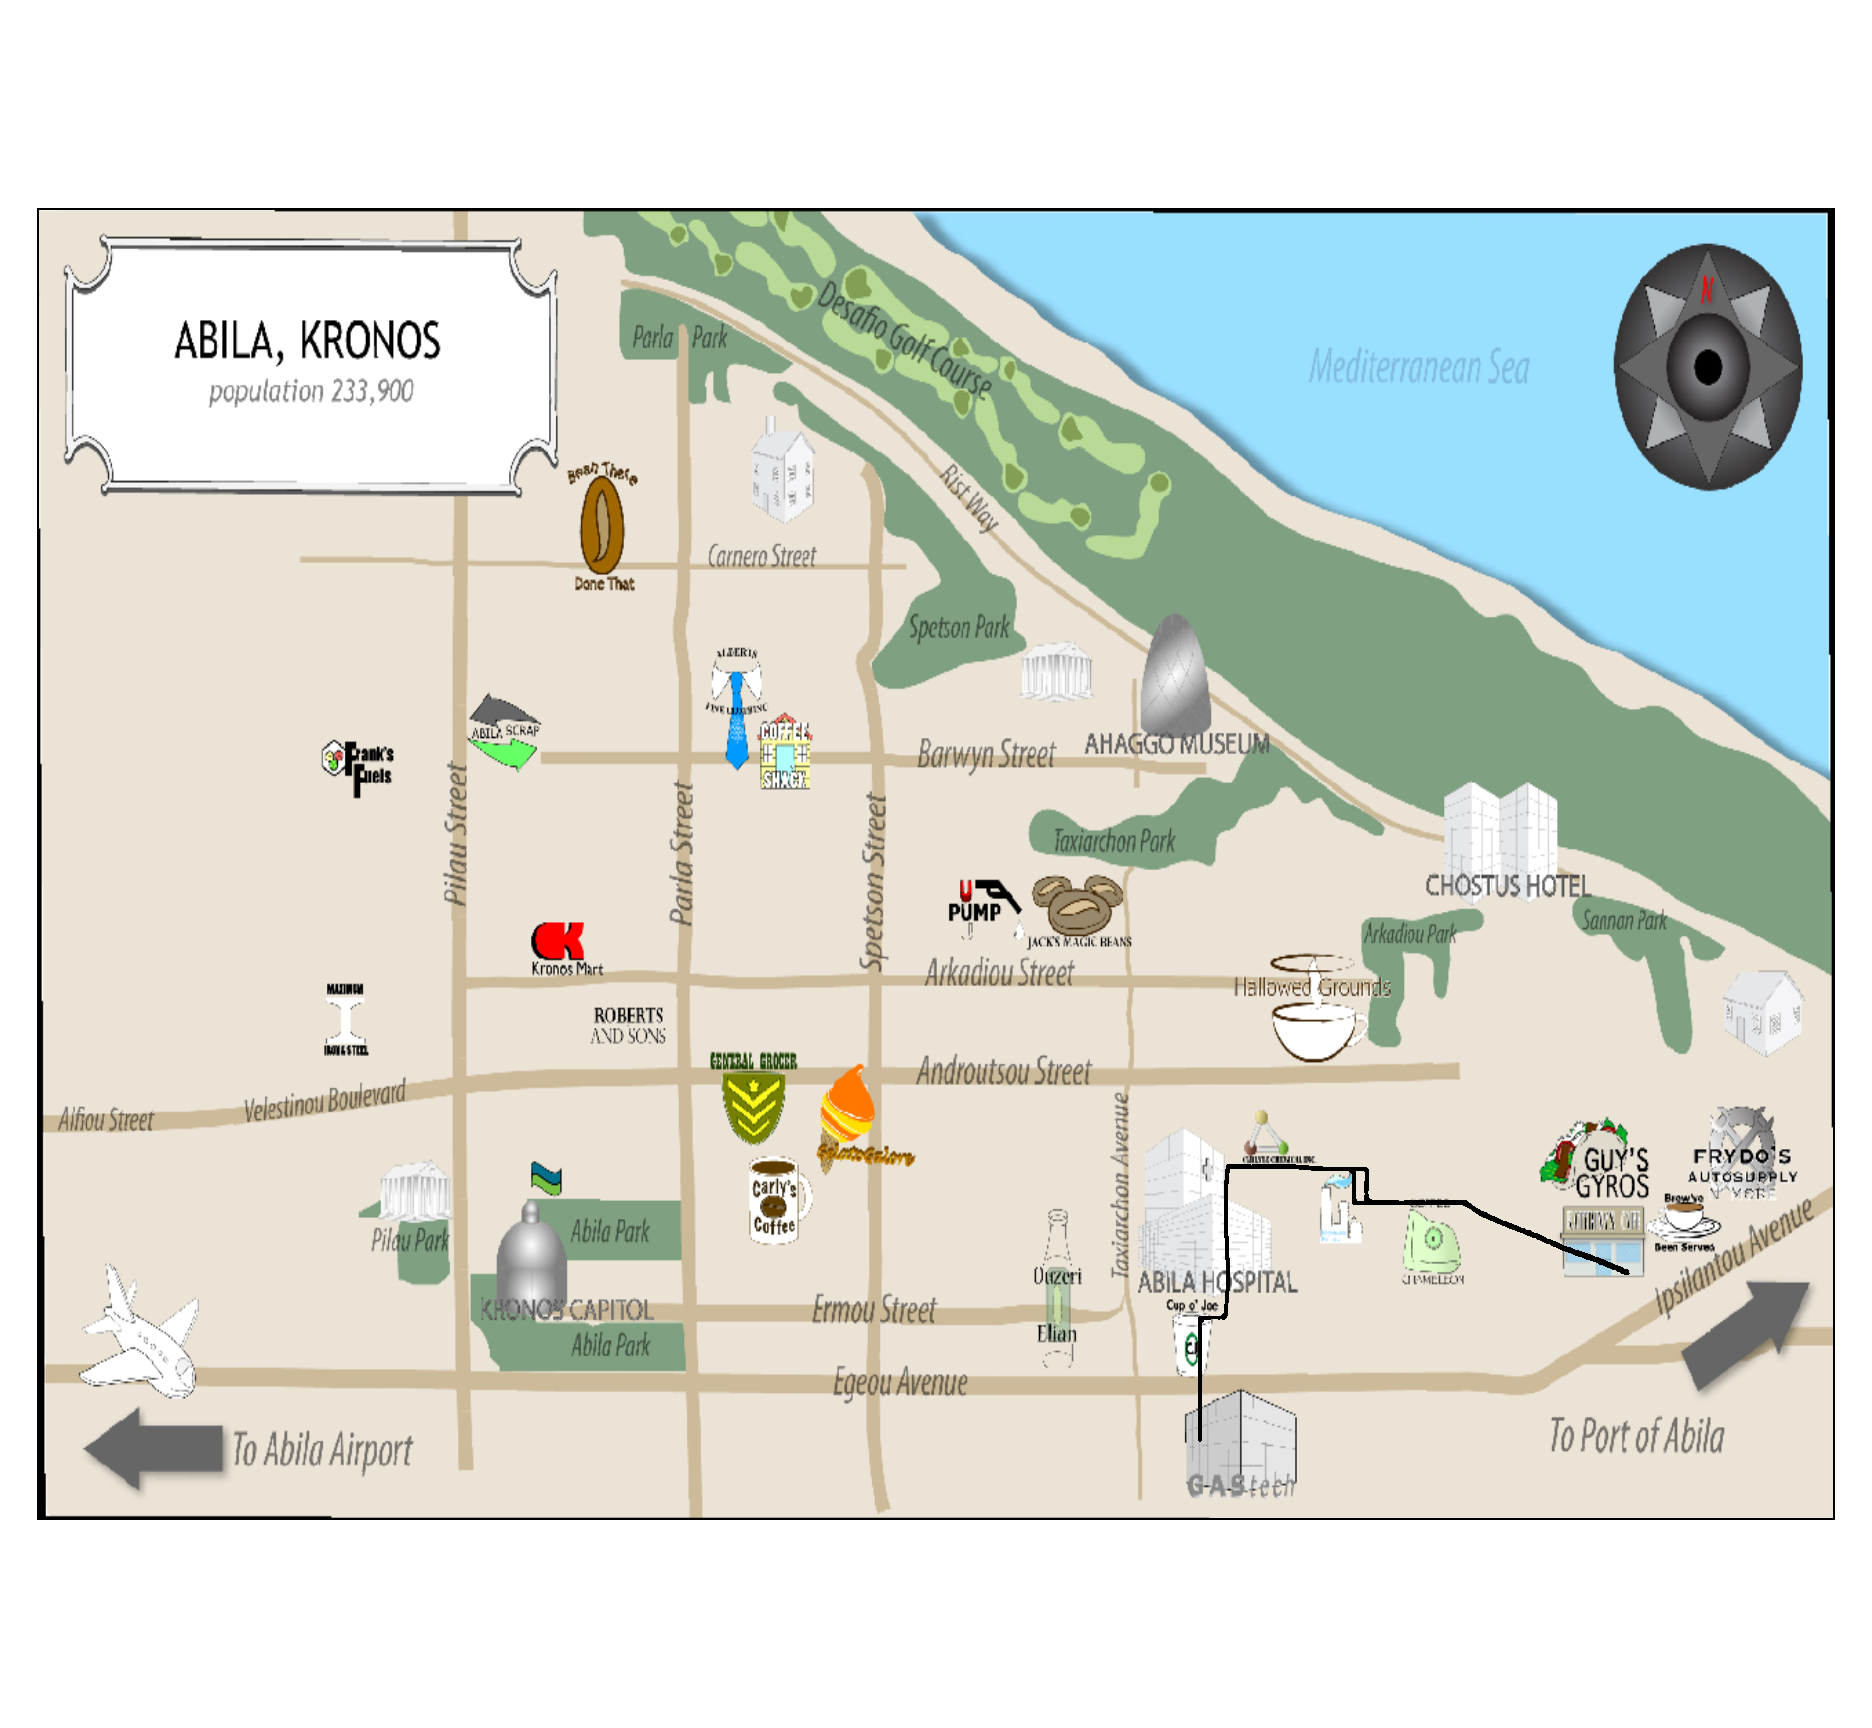 ABILA, KRONOS
population 233,900
N
Mediterranean Sea
Desafio Golf Course
Parla Park
Rist Way
Bean There
Done That
Carnero Street
Spetson Park
ALBERTS
FINE CLOTHING
ABILA SCRAP
COFFEE
SHACK
Frank's
Fuels
Barwyn Street
AHAGGO MUSEUM
Pilau Street
Parla Street
Spetson Street
Taxiarchon Park
CHOSTUS HOTEL
U
PUMP
JACK'S MAGIC BEANS
Arkadiou Park
Sannan Park
Kronos Mart
Arkadiou Street
Hallowed Grounds
MAXIMUM
IRON & STEEL
ROBERTS
AND SONS
GENERAL GROCER
Androutsou Street
Alfiou Street
Velestinou Boulevard
GelatoGalore
Taxiarchon Avenue
Carly's
Coffee
GUY'S
GYROS
FRYDO'S
AUTOSUPPLY
N' MORE
Brew've
Been Served
Pilau Park
Abila Park
Ouzeri
Elian
ABILA HOSPITAL
CHAMELEON
Ipsilantou Avenue
KRONOS CAPITOL
Ermou Street
Cup o' Joe
Abila Park
Egeou Avenue
To Abila Airport
To Port of Abila
GAStech